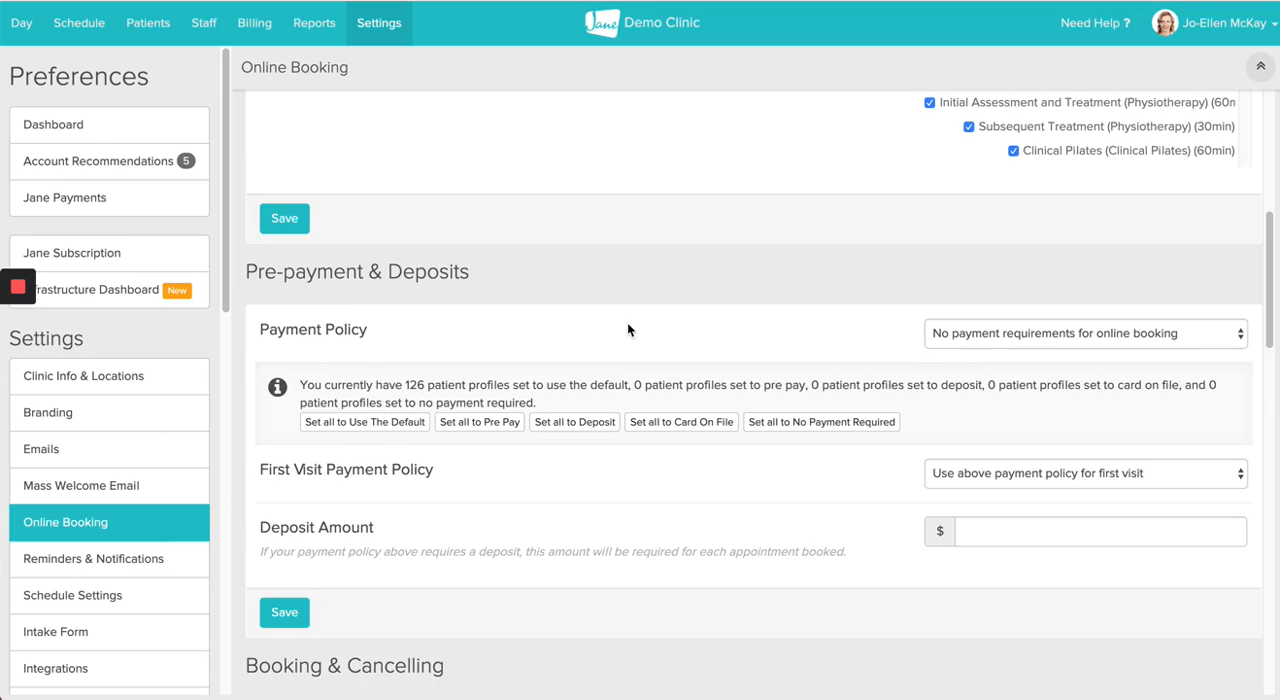 Day Schedule Patients Staff Billing Reports Settings Jane Demo Clinic Need Help ? Jo-Ellen McKay
Preferences
Dashboard
Account Recommendations 5
Jane Payments
Jane Subscription
frastructure Dashboard New
Settings
Clinic Info & Locations
Branding
Emails
Mass Welcome Email
Online Booking
Reminders & Notifications
Schedule Settings
Intake Form
Integrations
Online Booking
Initial Assessment and Treatment (Physiotherapy) (60m
Subsequent Treatment (Physiotherapy) (30min)
Clinical Pilates (Clinical Pilates) (60min)
Save
Pre-payment & Deposits
Payment Policy No payment requirements for online booking
You currently have 126 patient profiles set to use the default, 0 patient profiles set to pre pay, 0 patient profiles set to deposit, 0 patient profiles set to card on file, and 0
patient profiles set to no payment required.
Set all to Use The Default Set all to Pre Pay Set all to Deposit Set all to Card On File Set all to No Payment Required
First Visit Payment Policy Use above payment policy for first visit
Deposit Amount $
If your payment policy above requires a deposit, this amount will be required for each appointment booked.
Save
Booking & Cancelling